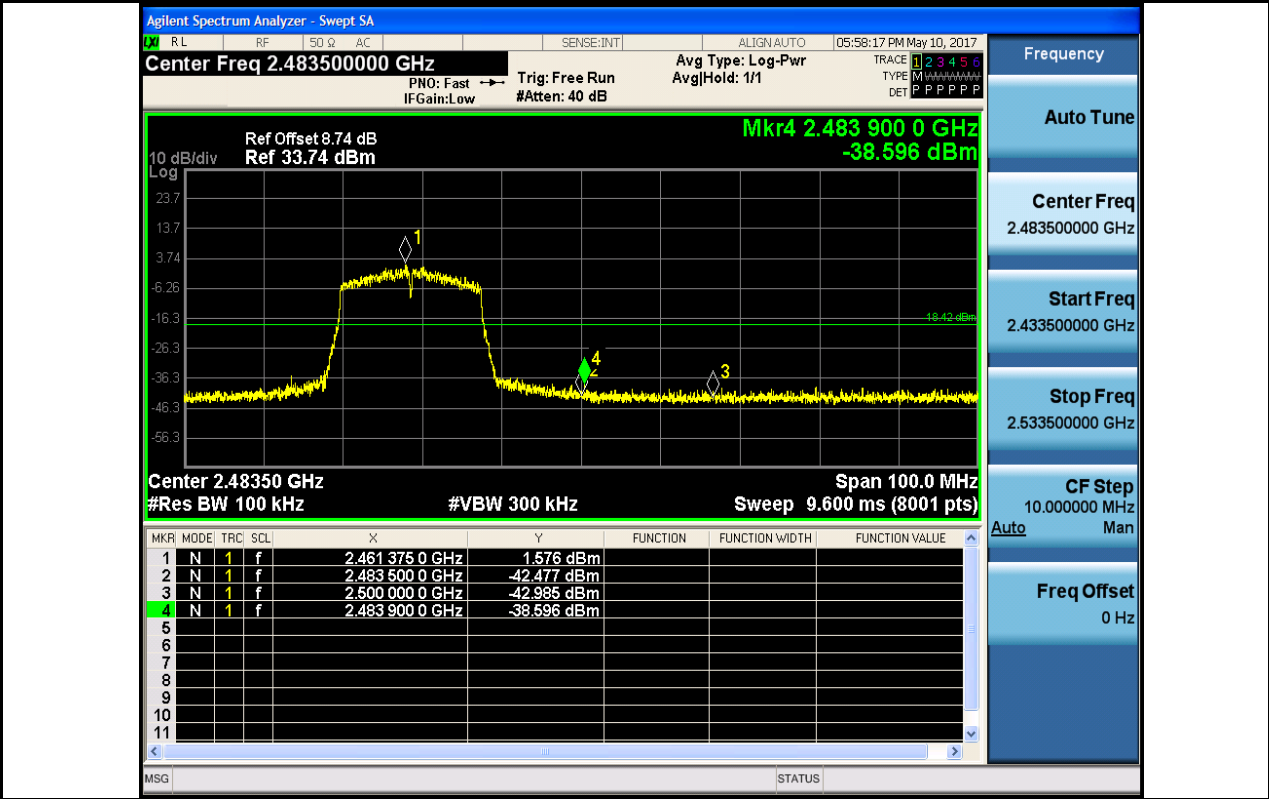 Agilent Spectrum Analyzer - Swept SA
LXI RL RF 50 Ω AC SENSE:INT ALIGNAUTO 05:58:17 PM May 10, 2017
Center Freq 2.483500000 GHz
PNO: Fast
IFGain:Low
Trig: Free Run
#Atten: 40 dB
Avg Type: Log-Pwr
Avg|Hold: 1/1
TRACE 1 2 3 4 5 6
TYPE M WWWWW
DET P P P P P P
Ref Offset 8.74 dB
Ref 33.74 dBm
10 dB/div
Log
Mkr4 2.483 900 0 GHz
-38.596 dBm
23.7
13.7
3.74
-6.26
-16.3
-26.3
-36.3
-46.3
-56.3
1
4
2
3
-18.42 dBm
Center 2.48350 GHz Span 100.0 MHz
#Res BW 100 kHz #VBW 300 kHz Sweep 9.600 ms (8001 pts)
MKR MODE TRC SCL X Y FUNCTION FUNCTION WIDTH FUNCTION VALUE
1 N 1 f 2.461 375 0 GHz 1.576 dBm
2 N 1 f 2.483 500 0 GHz -42.477 dBm
3 N 1 f 2.500 000 0 GHz -42.985 dBm
4 N 1 f 2.483 900 0 GHz -38.596 dBm
5
6
7
8
9
10
11
MSG STATUS
Frequency
Auto Tune
Center Freq
2.483500000 GHz
Start Freq
2.433500000 GHz
Stop Freq
2.533500000 GHz
CF Step
10.000000 MHz
Auto Man
Freq Offset
0 Hz